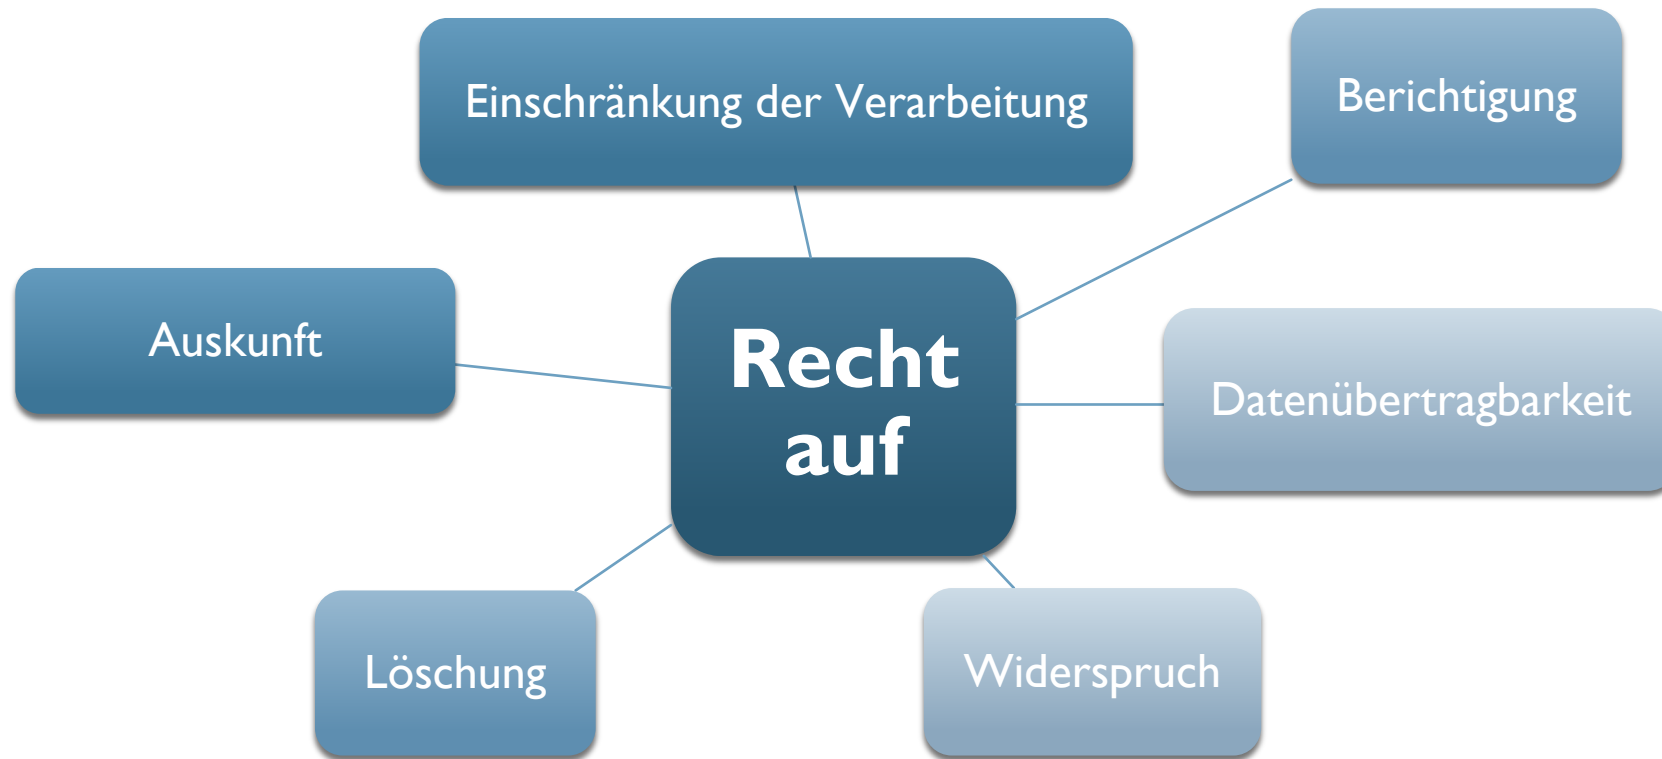 Einschränkung der Verarbeitung
Berichtigung
Auskunft
Recht
auf
Datenübertragbarkeit
Löschung
Widerspruch